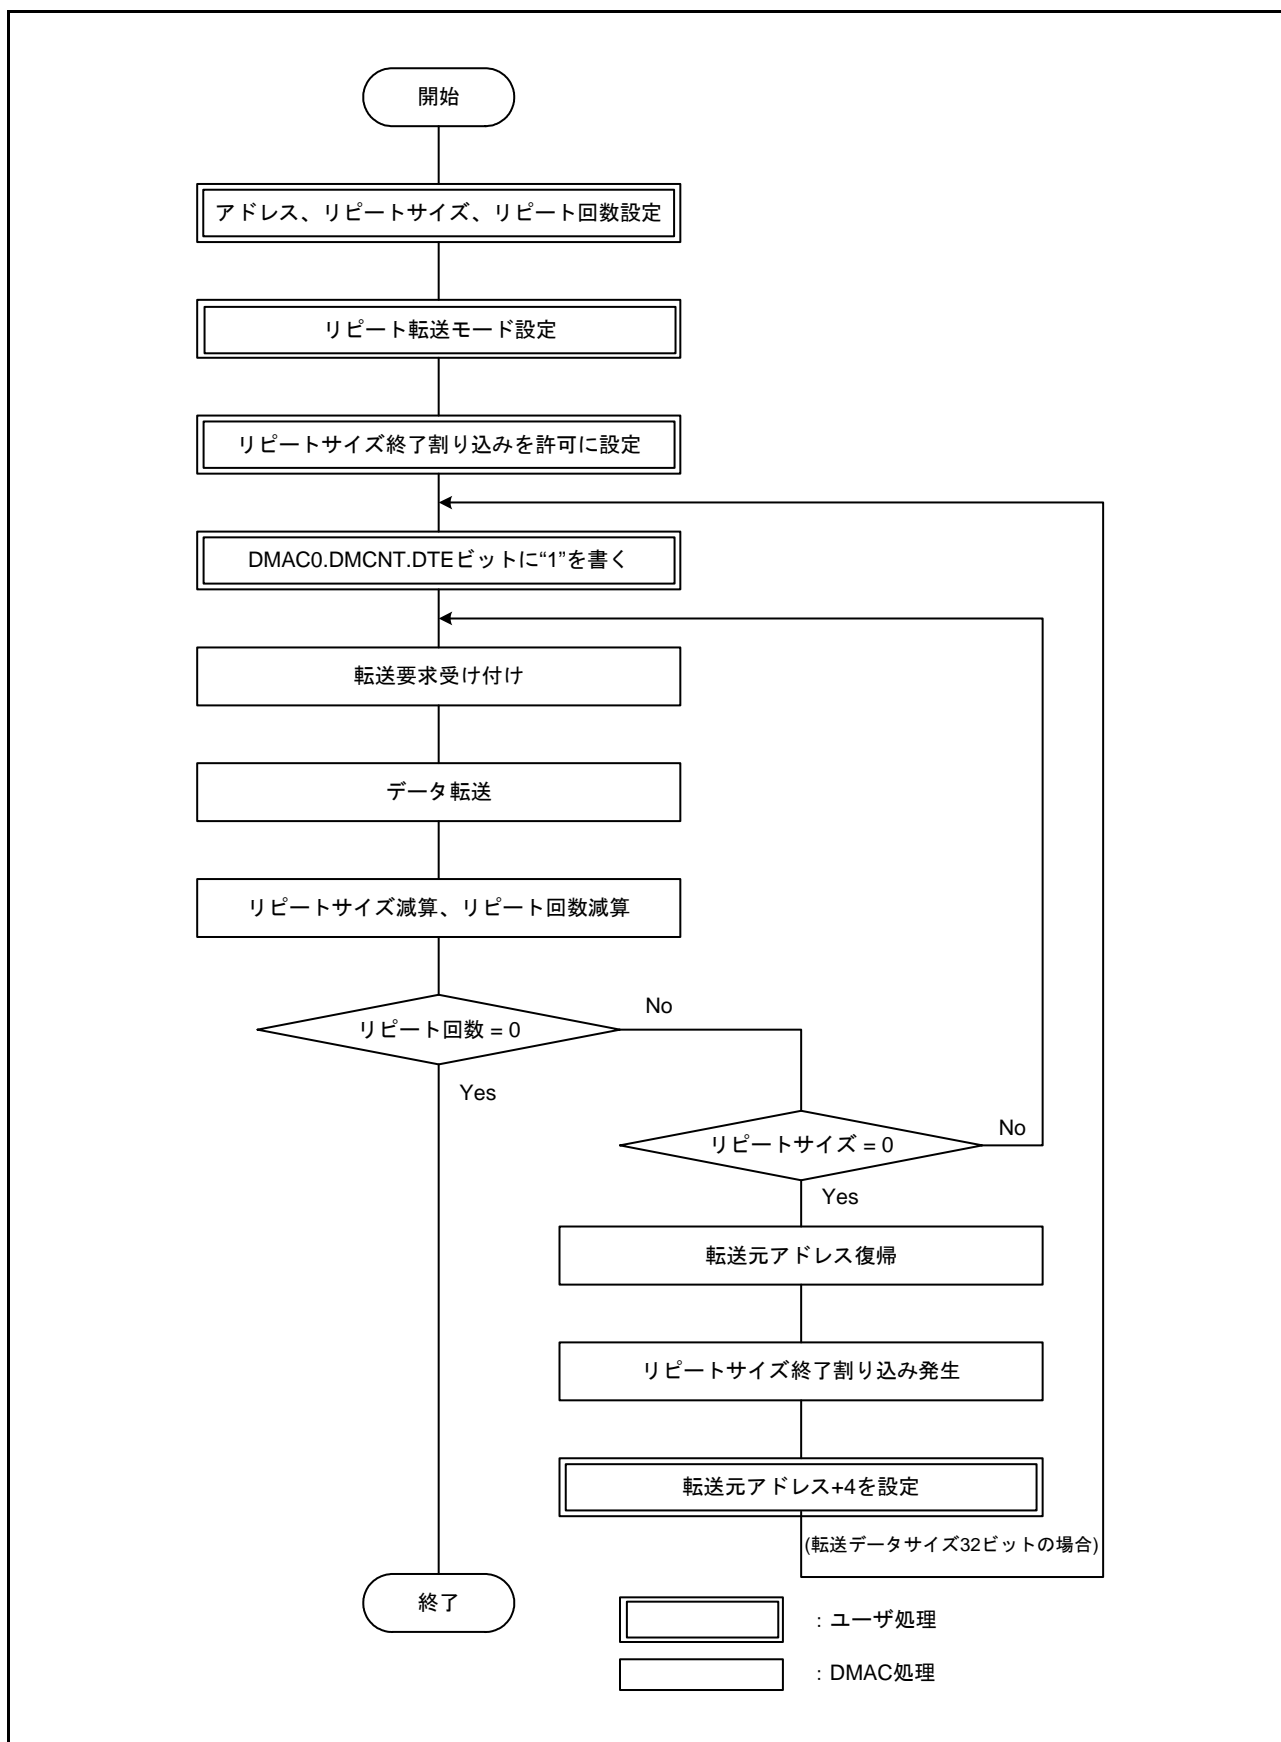 開始
アドレス、リピートサイズ、リピート回数設定
リピート転送モード設定
リピートサイズ終了割り込みを許可に設定
DMAC0.DMCNT.DTEビットに“1”を書く
転送要求受け付け
データ転送
リピートサイズ減算、リピート回数減算
リピート回数 = 0
No
Yes
リピートサイズ = 0
No
Yes
転送元アドレス復帰
リピートサイズ終了割り込み発生
転送元アドレス+4を設定
(転送データサイズ32ビットの場合)
終了
: ユーザ処理
: DMAC処理